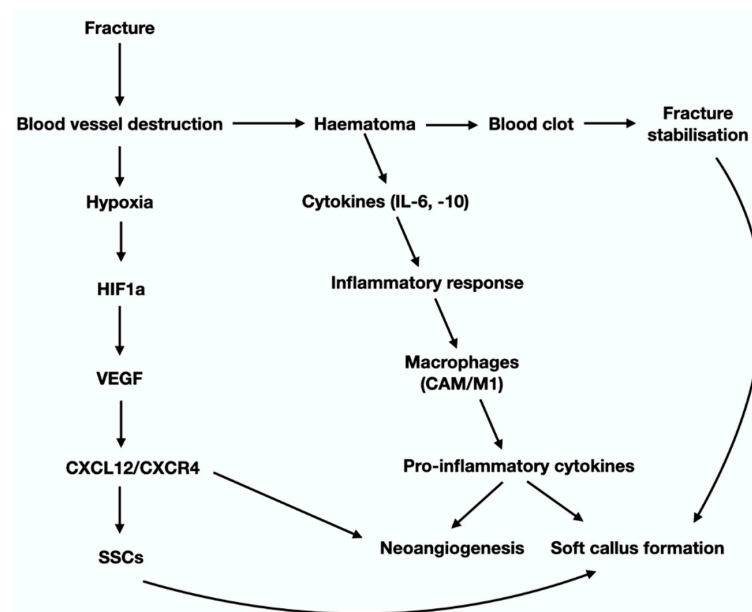 Fracture
Blood vessel destruction
Haematoma
Blood clot
Fracture
stabilisation
Hypoxia
Cytokines (IL-6, -10)
HIF1a
Inflammatory response
VEGF
Macrophages
(CAM/M1)
CXCL12/CXCR4
Pro-inflammatory cytokines
SSCs
Neoangiogenesis
Soft callus formation